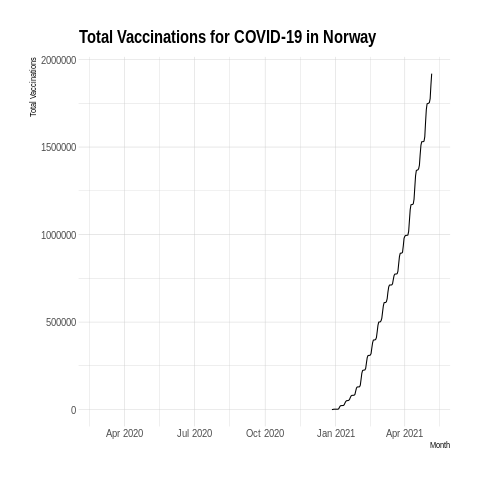 Total Vaccinations for COVID-19 in Norway
Total Vaccinations
2000000
1500000
1000000
500000
0
Apr 2020 Jul 2020 Oct 2020 Jan 2021 Apr 2021
Month